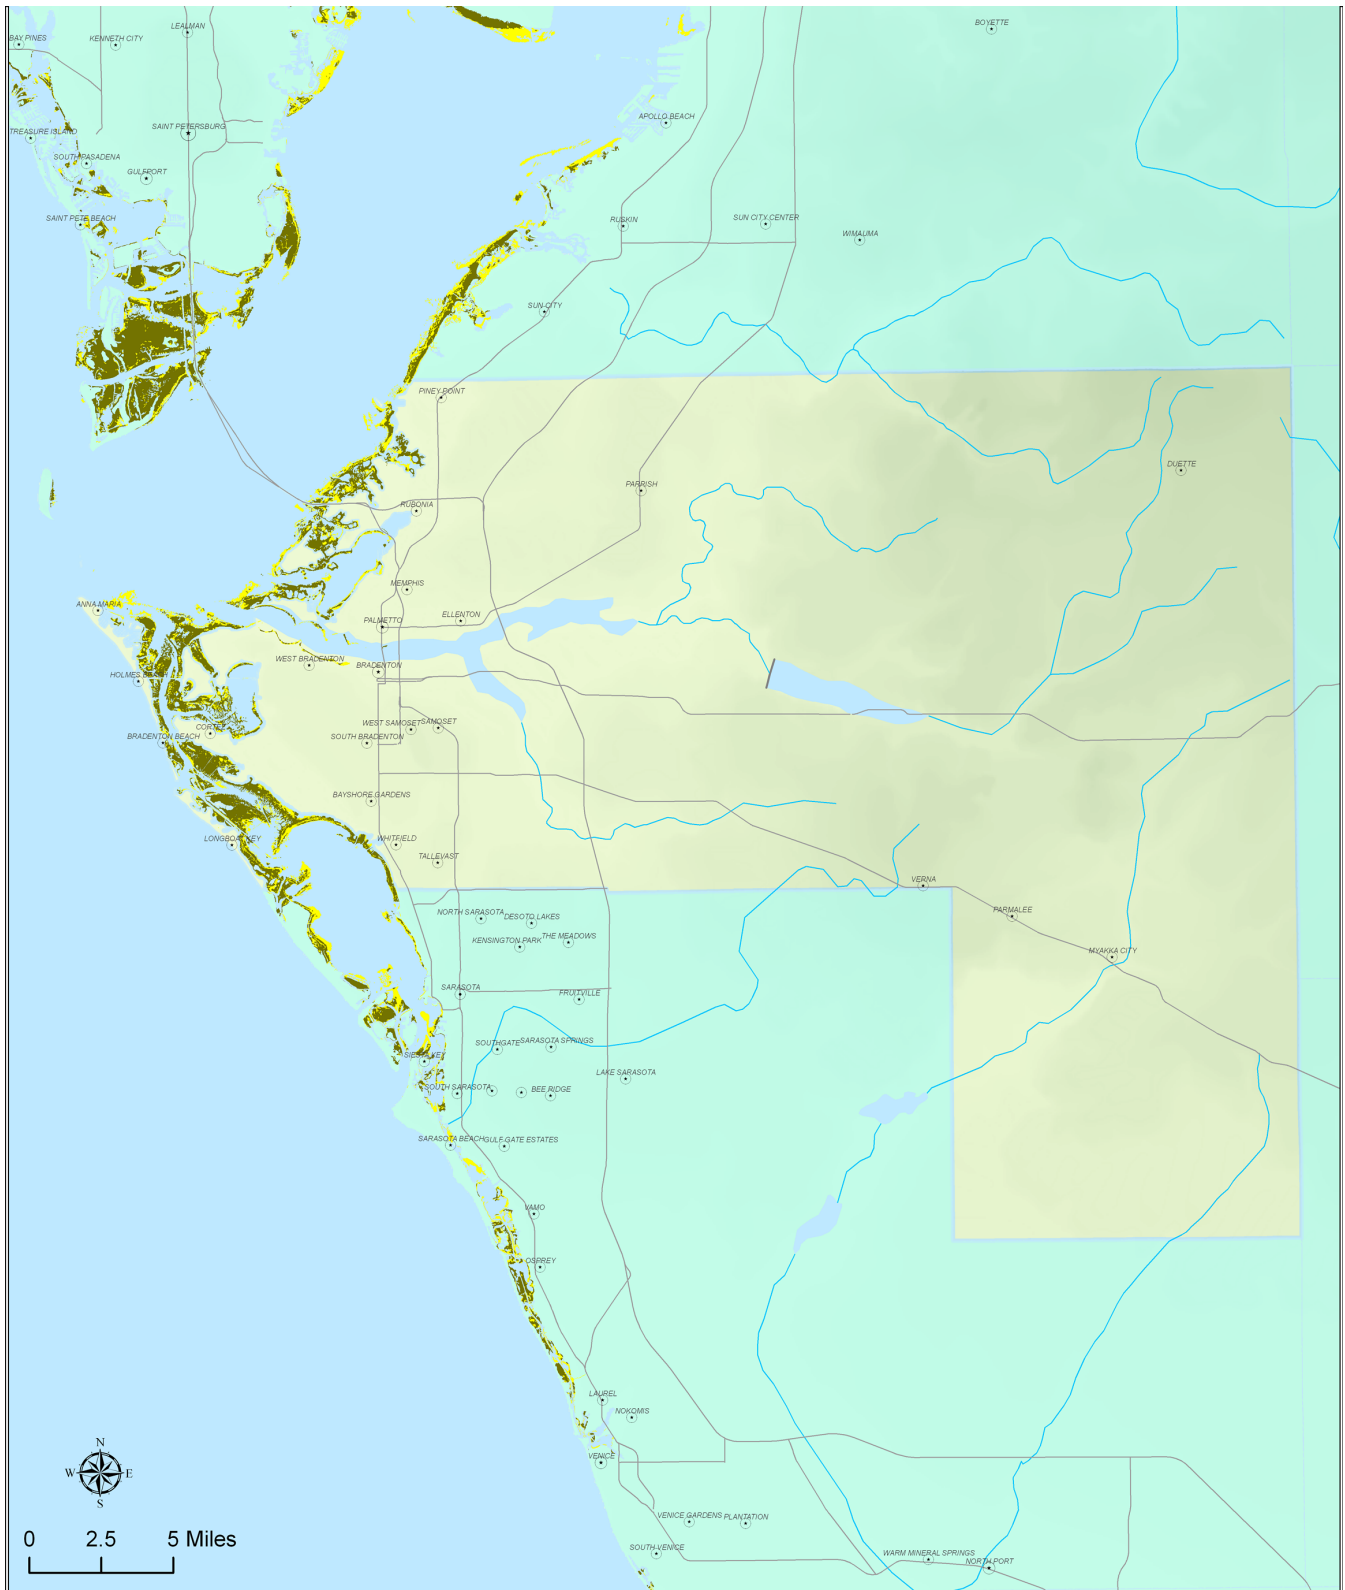 BOYETTE
LEALMAN
BAY PINES
KENNETH CITY
APOLLO BEACH
SAINT PETERSBURG
TREASURE ISLAND
SOUTH PASADENA
GULFPORT
SAINT PETE BEACH
RUSKIN
SUN CITY CENTER
WIMAUMA
SUN CITY
PINEY POINT
DUETTE
PARRISH
RUBONIA
MEMPHIS
ANNA MARIA
PALMETTO
ELLENTON
WEST BRADENTON
BRADENTON
HOLMES BEACH
CORTEZ
WEST SAMOSET
SAMOSET
BRADENTON BEACH
SOUTH BRADENTON
BAYSHORE GARDENS
LONGBOAT KEY
WHITFIELD
TALLEVAST
VERNA
NORTH SARASOTA
DESOTO LAKES
PARMALEE
KENSINGTON PARK
THE MEADOWS
MYAKKA CITY
SARASOTA
FRUITVILLE
SOUTHGATE
SARASOTA SPRINGS
SIESTA KEY
LAKE SARASOTA
SOUTH SARASOTA
BEE RIDGE
SARASOTA BEACH
GULF GATE ESTATES
VAMO
OSPREY
LAUREL
NOKOMIS
VENICE
N
W
E
S
VENICE GARDENS
PLANTATION
0 2.5 5 Miles
SOUTH VENICE
WARM MINERAL SPRINGS
NORTH PORT